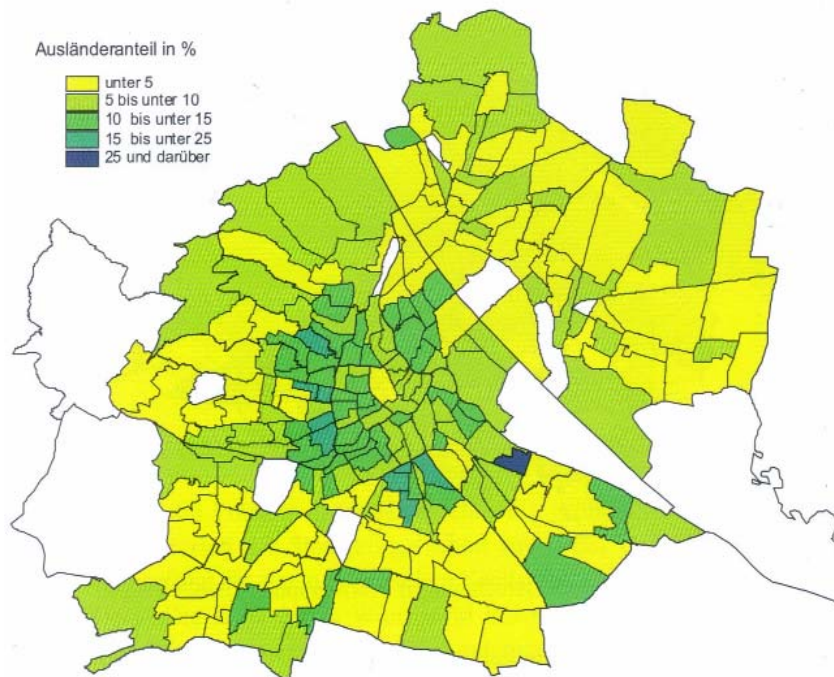 Ausländeranteil in %
unter 5
5 bis unter 10
10 bis unter 15
15 bis unter 25
25 und darüber